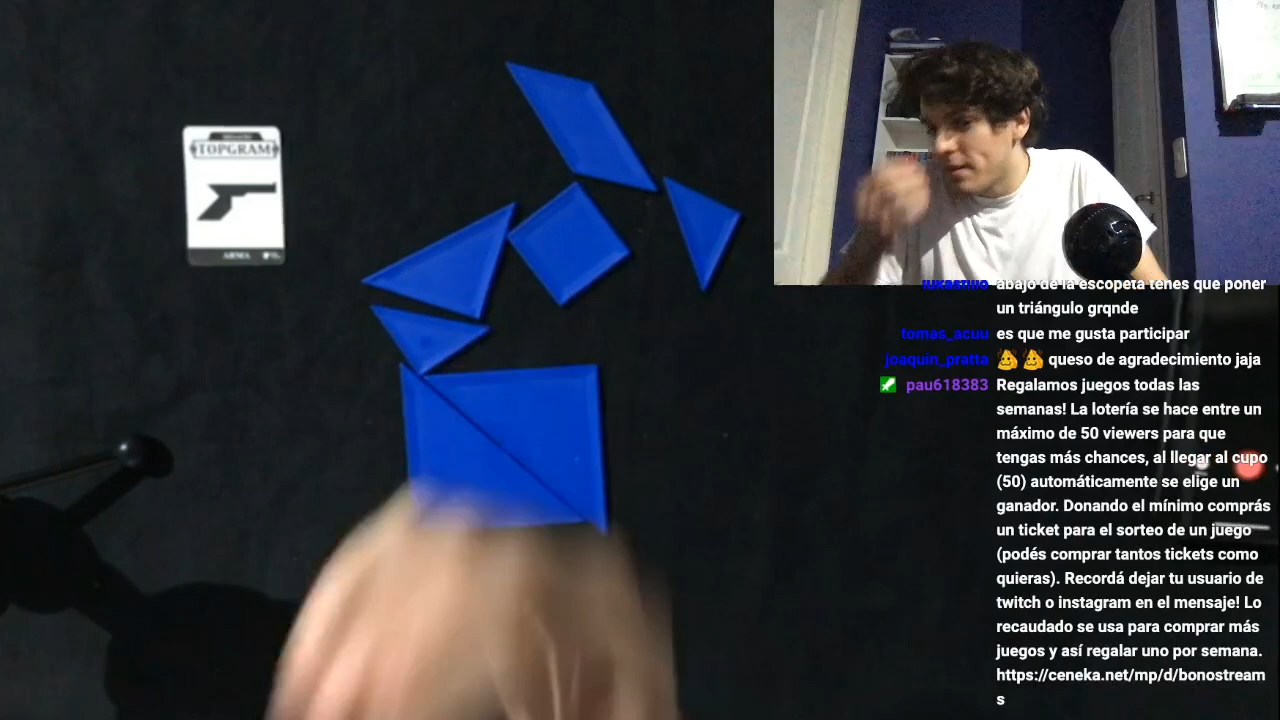 TOPGRAM
ARMA
abajo de la escopeta tenes que poner
un triángulo grqnde
tomas_acuu es que me gusta participar
joaquin_pratta queso de agradecimiento jaja
pau618383 Regalamos juegos todas las
semanas! La lotería se hace entre un
máximo de 50 viewers para que
tengas más chances, al llegar al cupo
(50) automáticamente se elige un
ganador. Donando el mínimo comprás
un ticket para el sorteo de un juego
(podés comprar tantos tickets como
quieras). Recordá dejar tu usuario de
twitch o instagram en el mensaje! Lo
recaudado se usa para comprar más
juegos y así regalar uno por semana.
https://ceneka.net/mp/d/bonostream
s